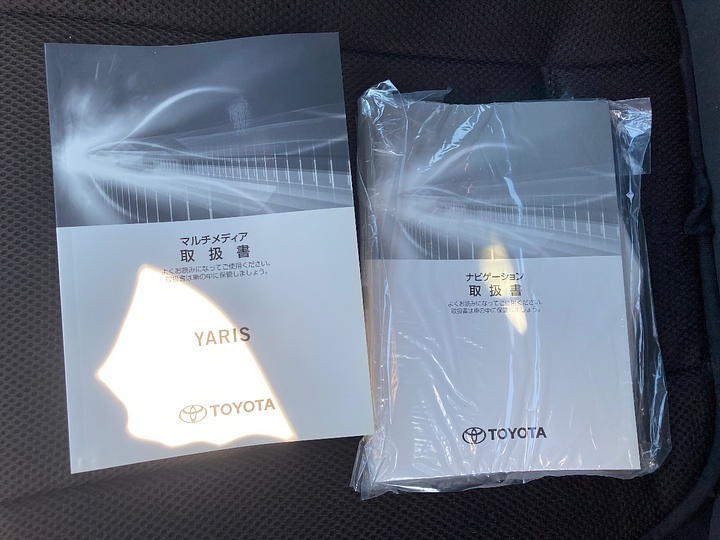 マルチメディア
取扱書
よくお読みになってご使用ください。
取扱書は車の中に保管しましょう。
YARIS
TOYOTA
ナビゲーション
取扱書
よくお読みになってご使用ください。
取扱書は車の中に保管しましょう。
TOYOTA